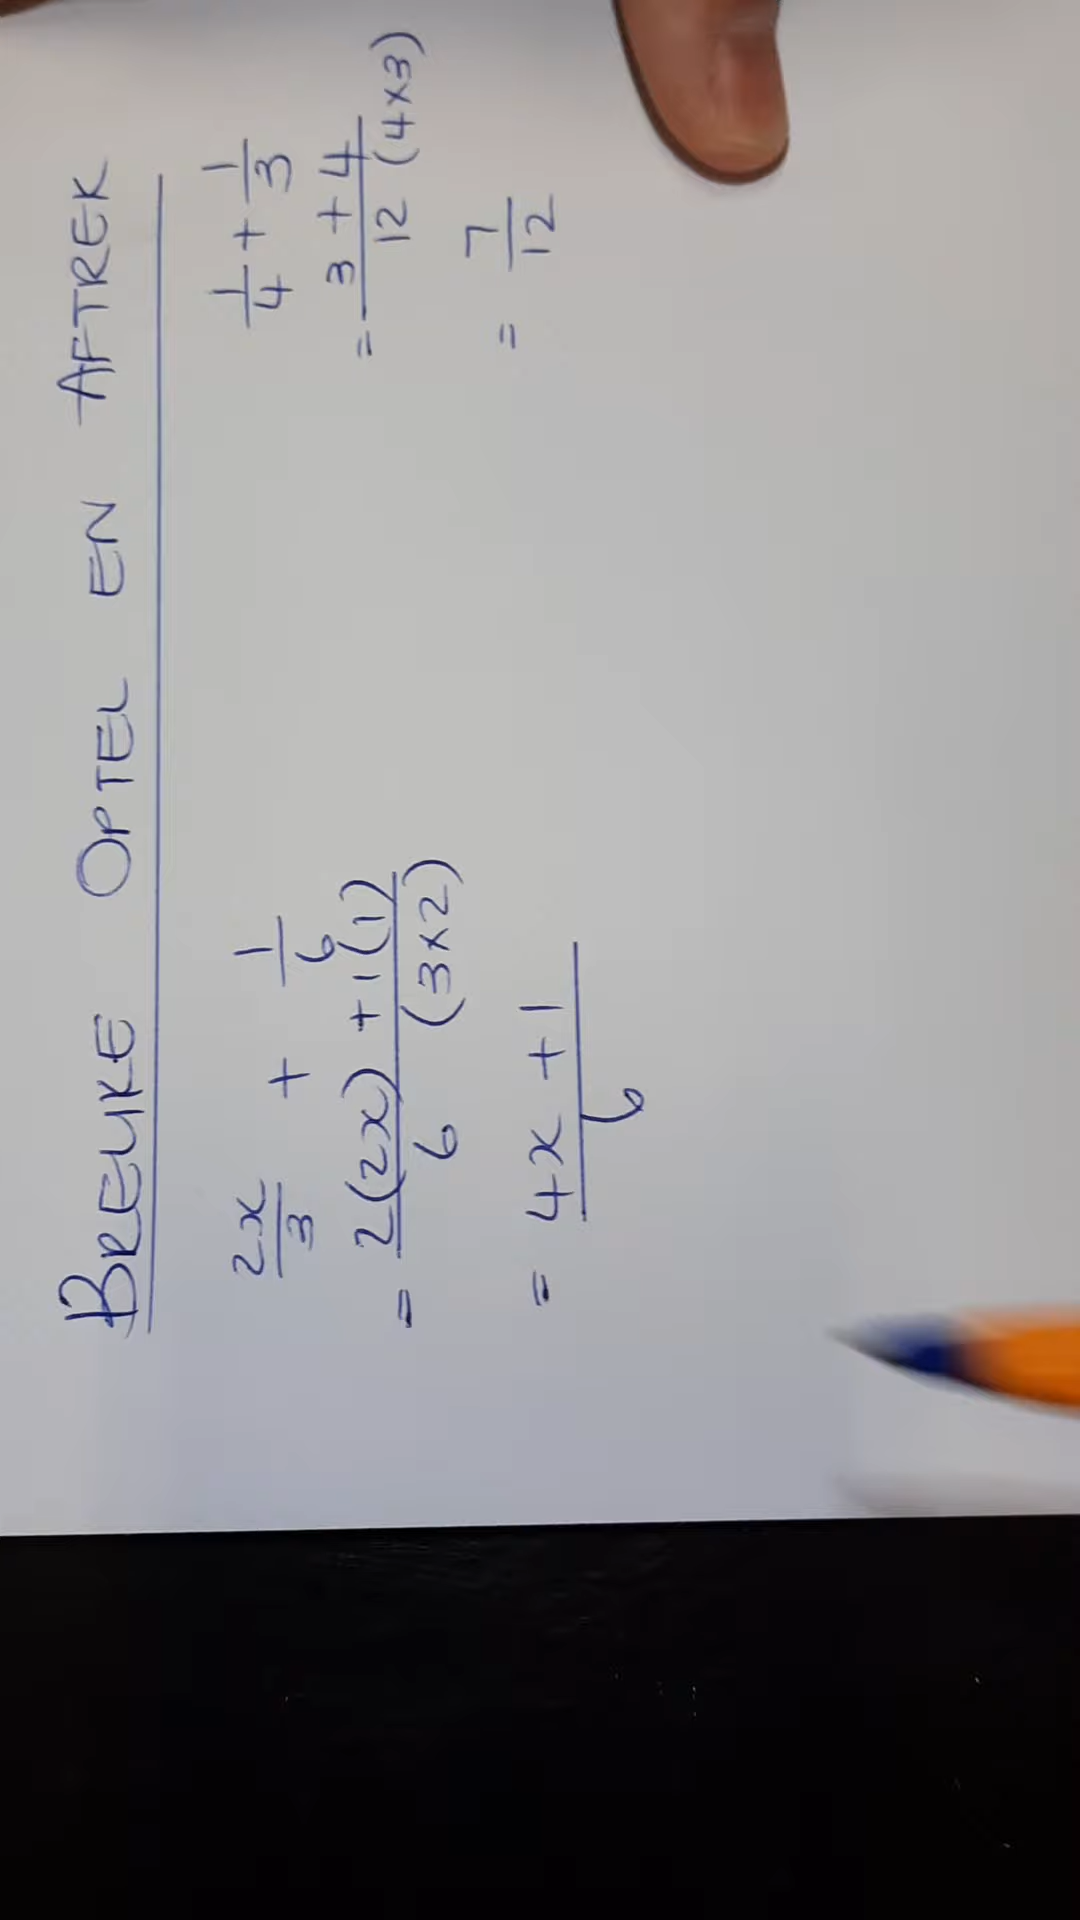 BREUKE OPTEL EN AFTREK
2x/3 + 1/6
= 2(2x) + 1(1) / 6 (3×2)
= 4x + 1 / 6
1/4 + 1/3
= 3 + 4 / 12 (4×3)
= 7/12